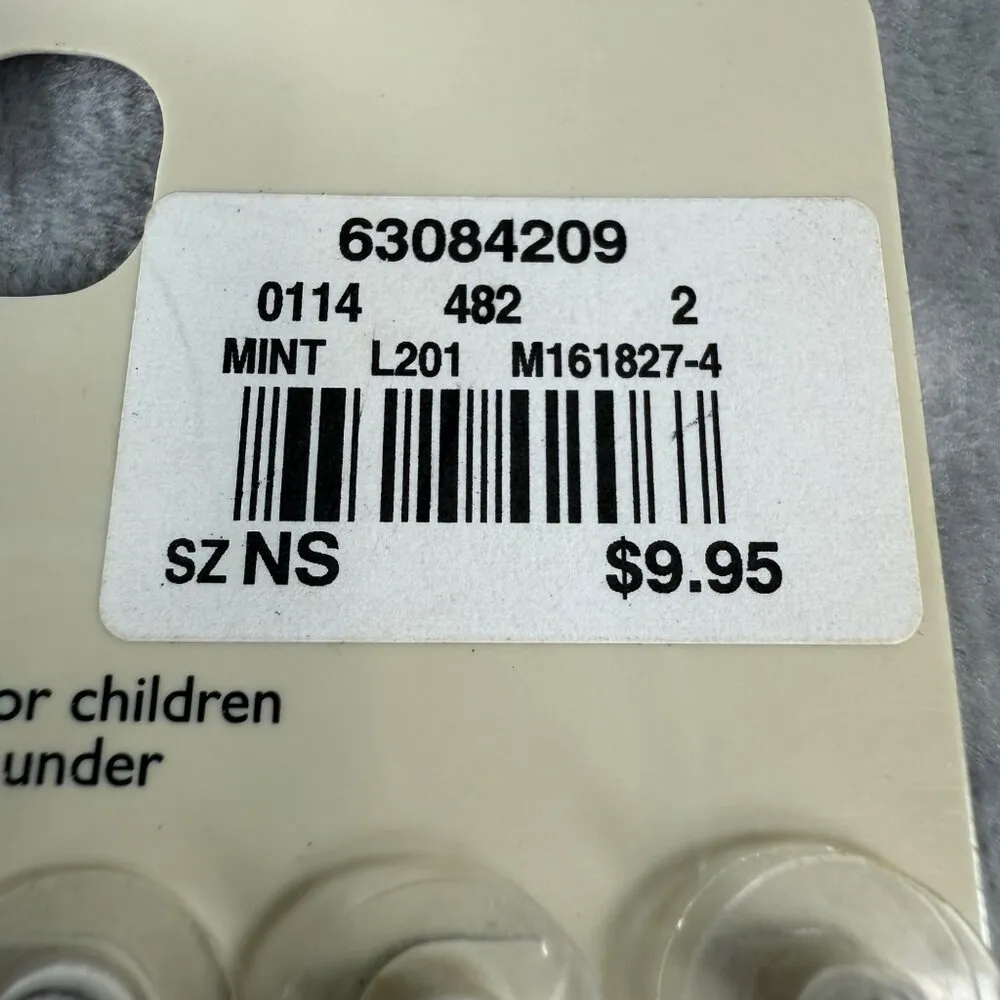 63084209
0114 482 2
MINT L201 M161827-4
SZ NS $9.95
or children
under